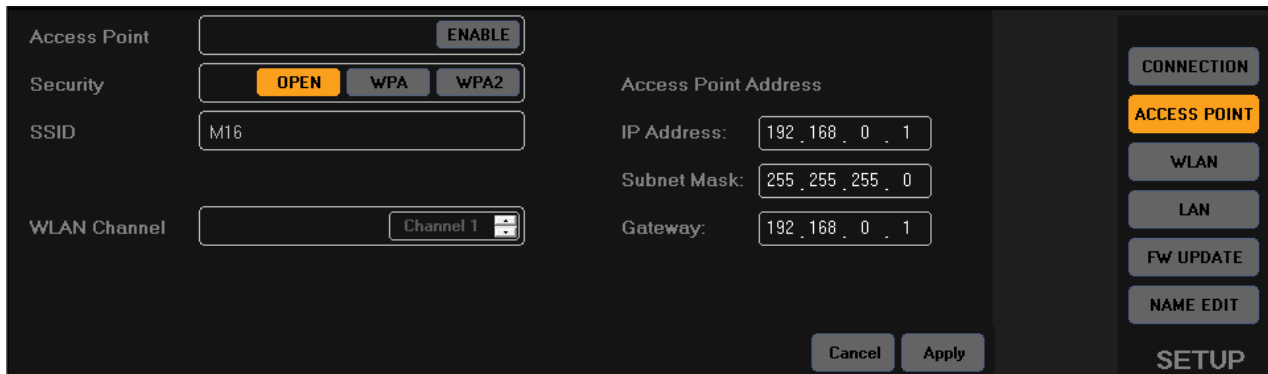 Access Point ENABLE
Security OPEN WPA WPA2
SSID M16
WLAN Channel Channel 1
Access Point Address
IP Address: 192 . 168 . 0 . 1
Subnet Mask: 255 . 255 . 255 . 0
Gateway: 192 . 168 . 0 . 1
Cancel Apply
CONNECTION
ACCESS POINT
WLAN
LAN
FW UPDATE
NAME EDIT
SETUP